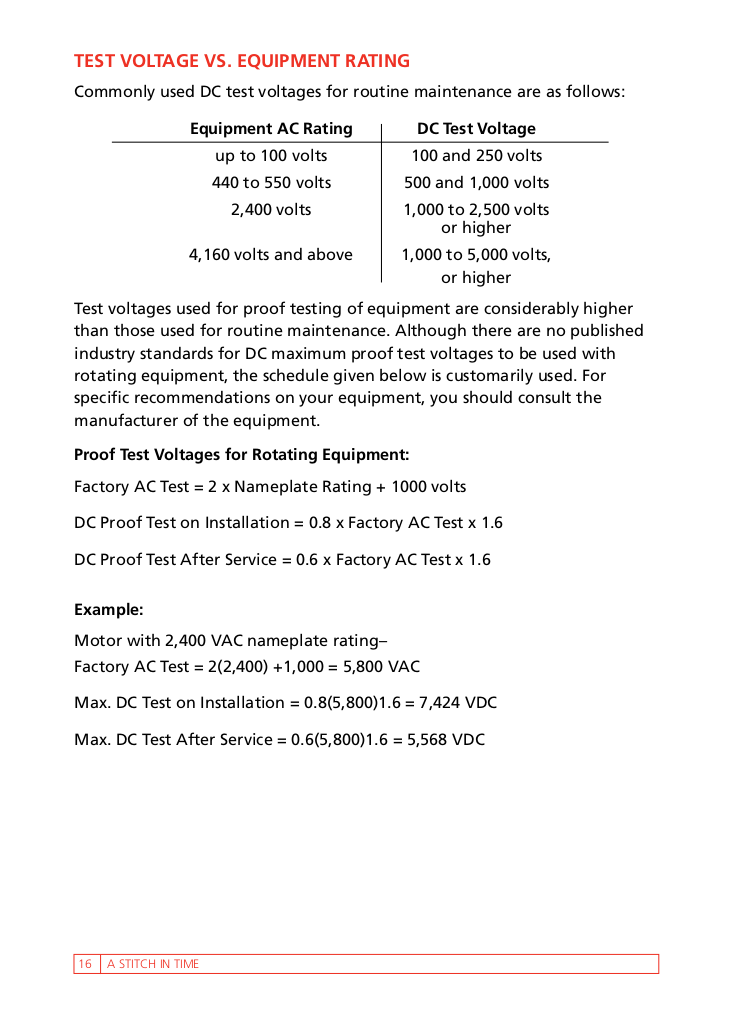 TEST VOLTAGE VS. EQUIPMENT RATING
Commonly used DC test voltages for routine maintenance are as follows:
Equipment AC Rating DC Test Voltage
up to 100 volts 100 and 250 volts
440 to 550 volts 500 and 1,000 volts
2,400 volts 1,000 to 2,500 volts
or higher
4,160 volts and above 1,000 to 5,000 volts,
or higher
Test voltages used for proof testing of equipment are considerably higher
than those used for routine maintenance. Although there are no published
industry standards for DC maximum proof test voltages to be used with
rotating equipment, the schedule given below is customarily used. For
specific recommendations on your equipment, you should consult the
manufacturer of the equipment.
Proof Test Voltages for Rotating Equipment:
Factory AC Test = 2 x Nameplate Rating + 1000 volts
DC Proof Test on Installation = 0.8 x Factory AC Test x 1.6
DC Proof Test After Service = 0.6 x Factory AC Test x 1.6
Example:
Motor with 2,400 VAC nameplate rating–
Factory AC Test = 2(2,400) +1,000 = 5,800 VAC
Max. DC Test on Installation = 0.8(5,800)1.6 = 7,424 VDC
Max. DC Test After Service = 0.6(5,800)1.6 = 5,568 VDC
16 A STITCH IN TIME